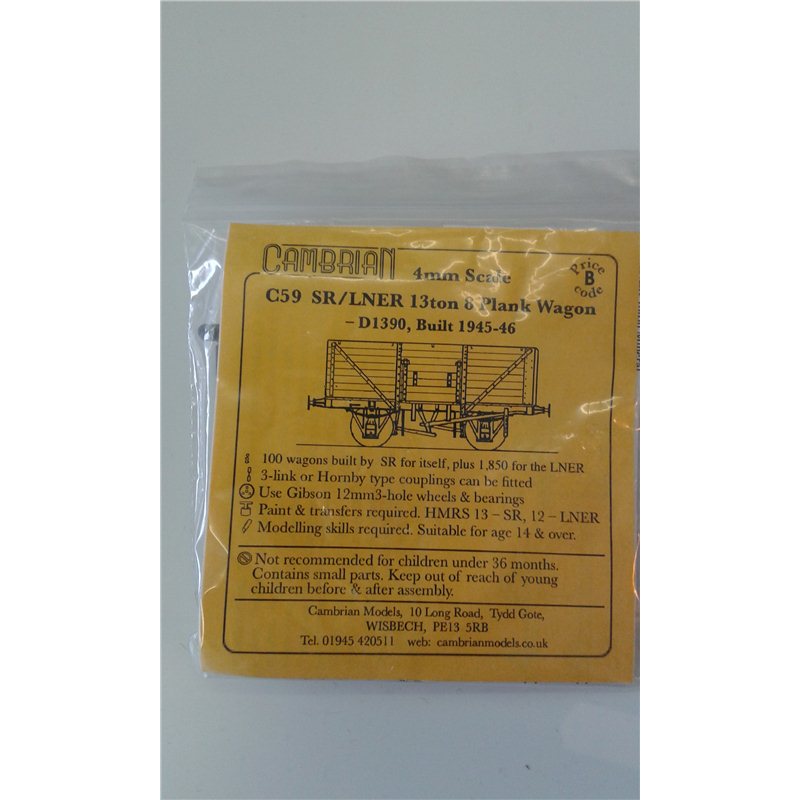 CAMBRIAN
4mm Scale
Price
B
code
C59 SR/LNER 13ton 8 Plank Wagon
– D1390, Built 1945-46
100 wagons built by SR for itself, plus 1,850 for the LNER
3-link or Hornby type couplings can be fitted
Use Gibson 12mm3-hole wheels & bearings
Paint & transfers required. HMRS 13 – SR, 12 – LNER
Modelling skills required. Suitable for age 14 & over.
Not recommended for children under 36 months.
Contains small parts. Keep out of reach of young
children before & after assembly.
Cambrian Models, 10 Long Road, Tydd Gote,
WISBECH, PE13 5RB
Tel. 01945 420511 web: cambrianmodels.co.uk